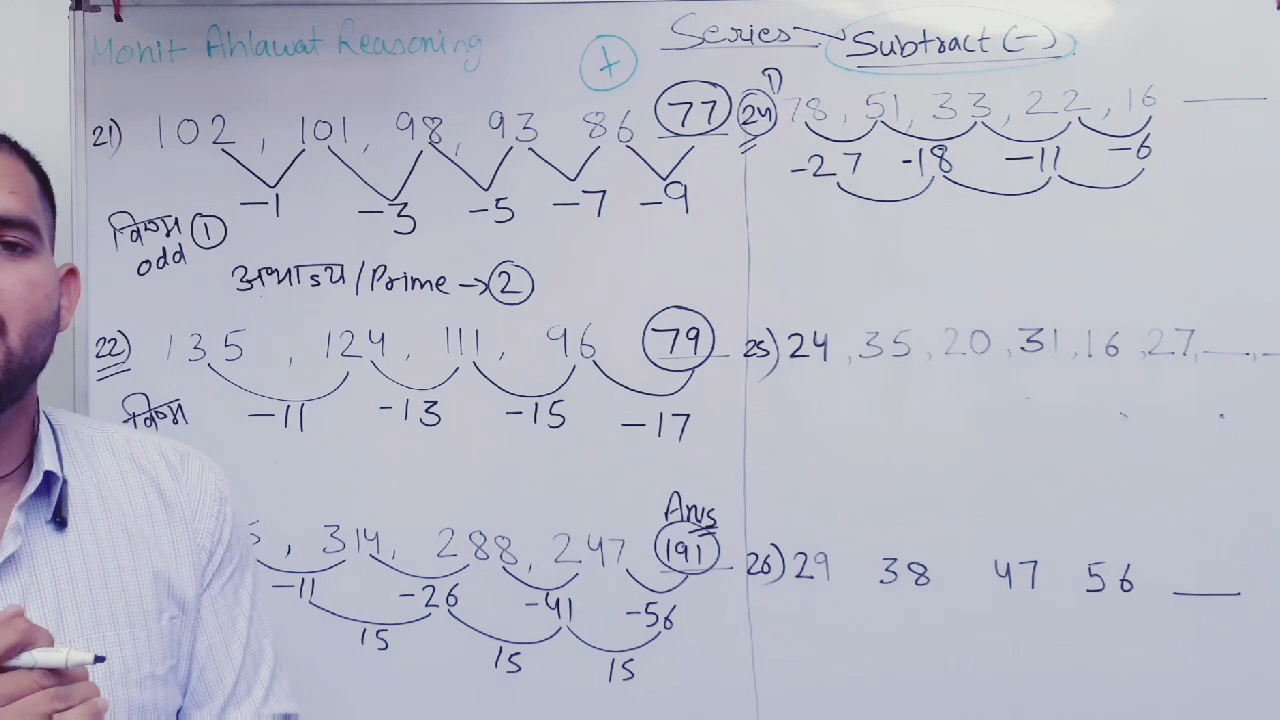 Mohit Ahlawat Reasoning
+
Series Subtract (-)
21) 102, 101, 98, 93 86 77
-1 -3 -5 -7 -9
विषम ①
odd
अभाज्य/Prime → ②
22) 135, 124, 111, 96 79
विषम -11 -13 -15 -17
Ans
5, 314, 288, 247 191
-11 -26 -41 -56
15 15 15
24 1) 78, 51, 33, 22, 16
-27 -18 -11 -6
25) 24, 35, 20, 31, 16, 27,
26) 29 38 47 56